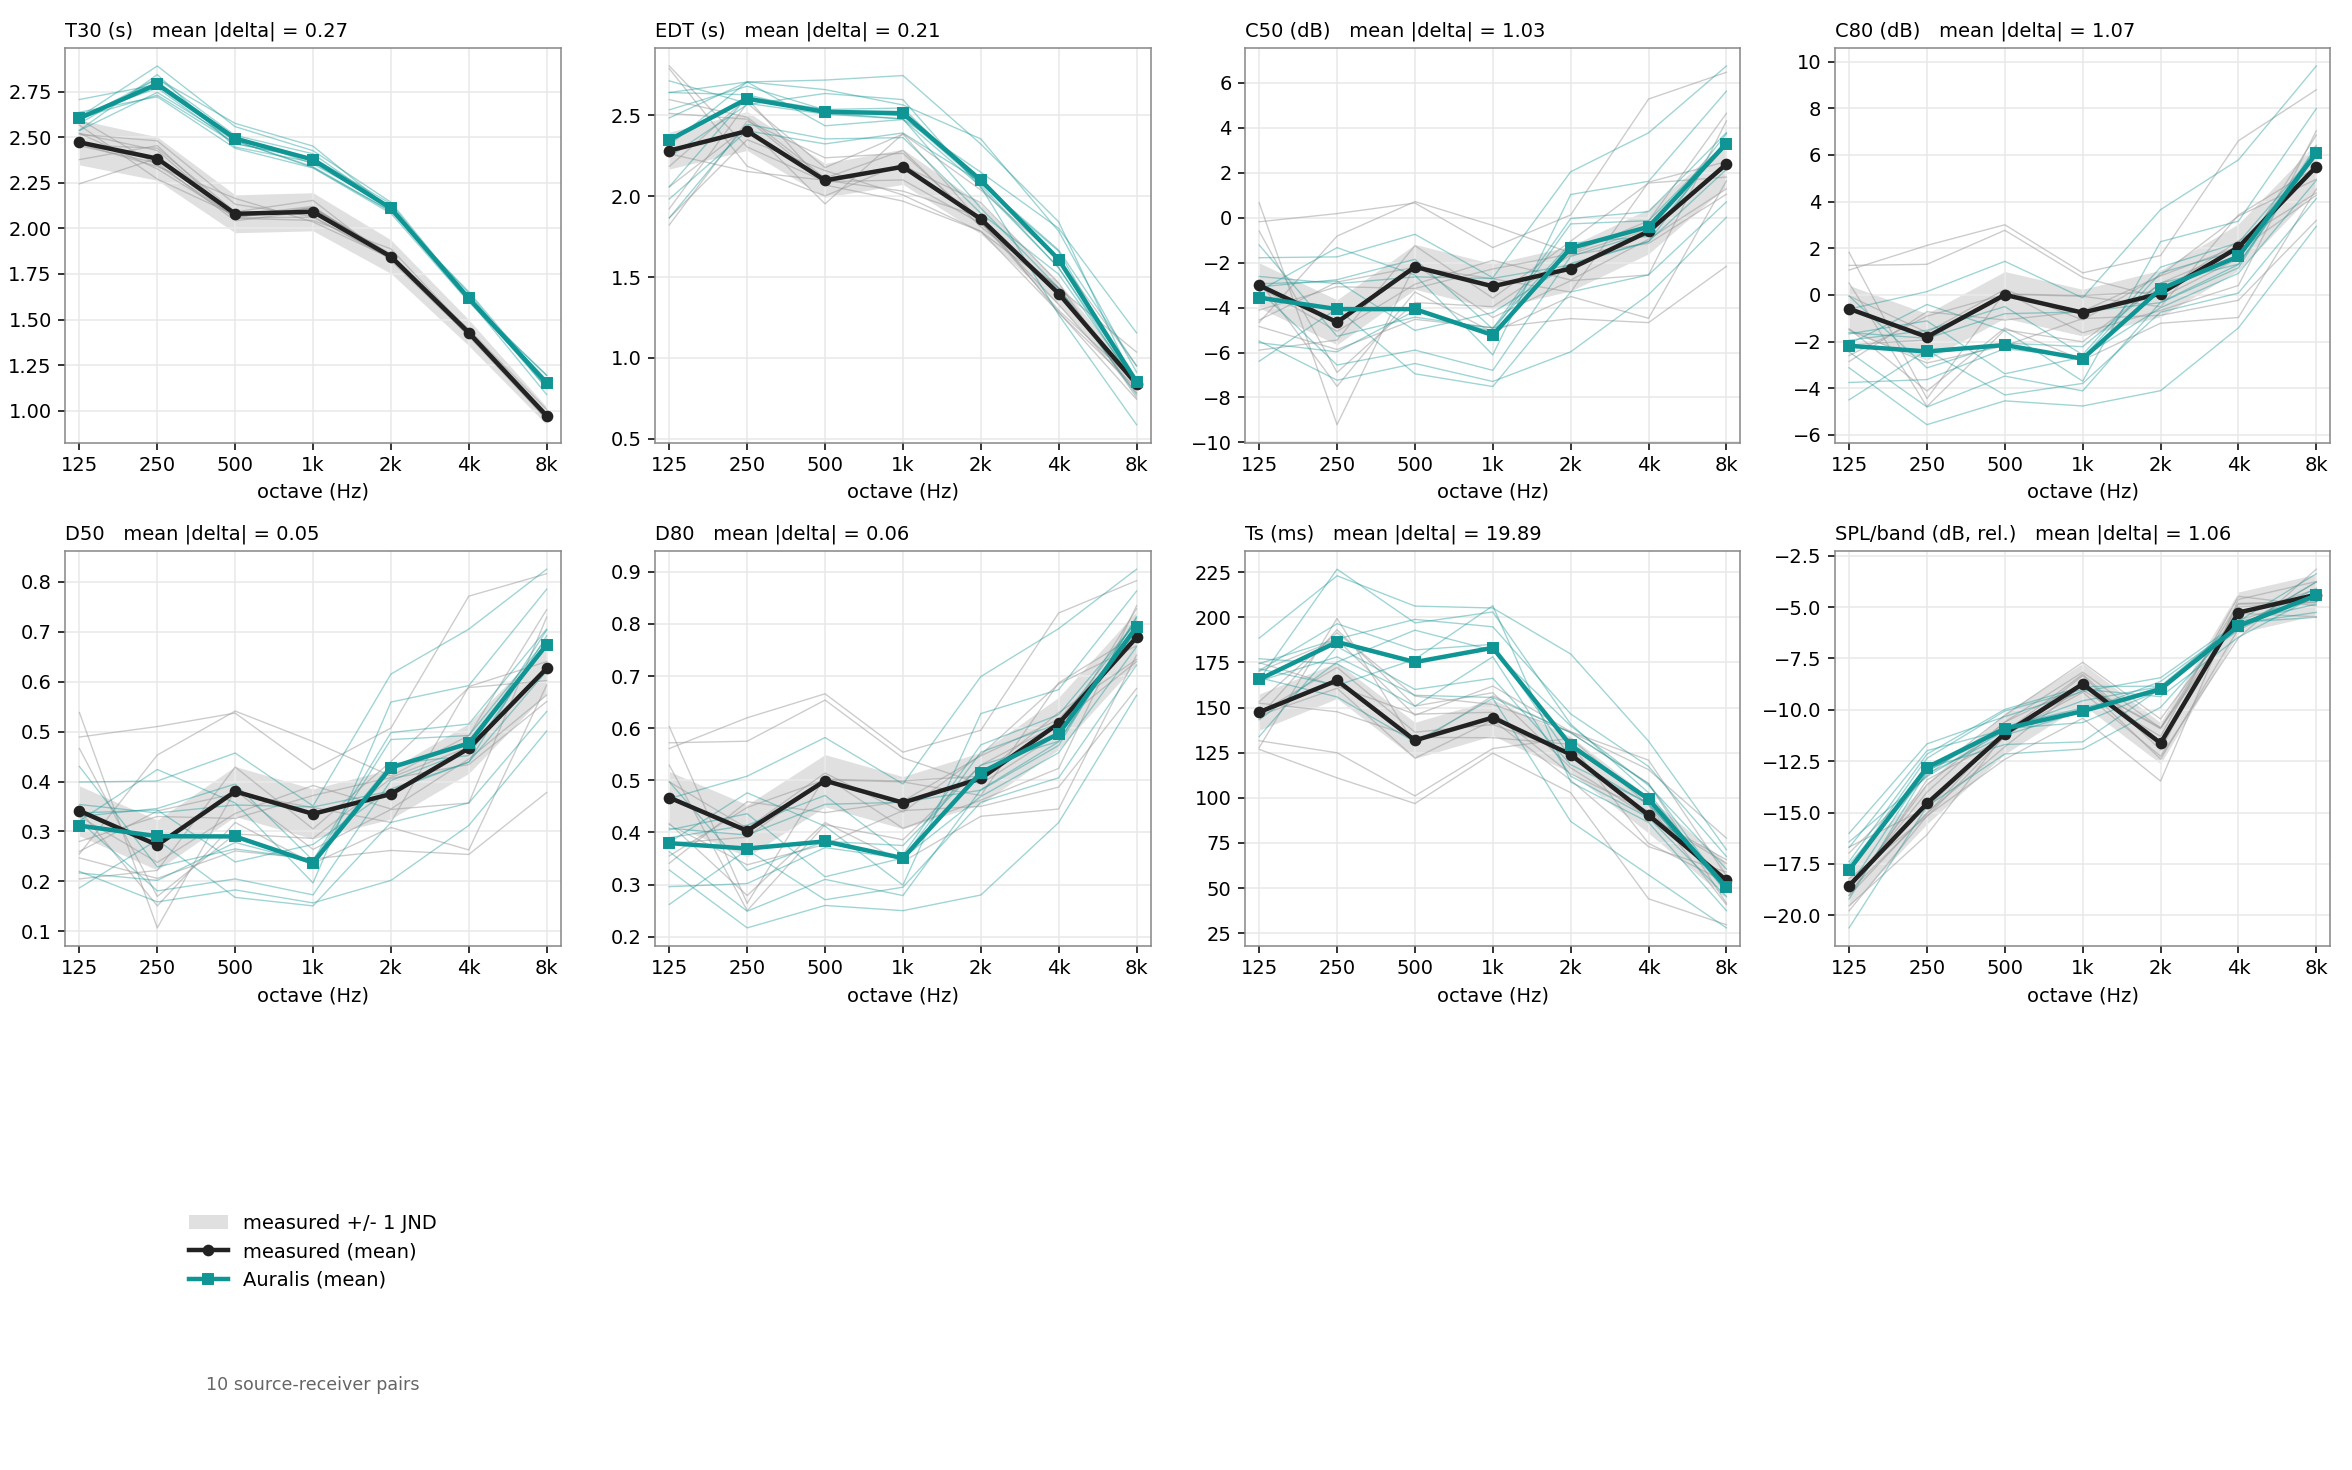 T30 (s)   mean |delta| = 0.27
2.75
2.50
2.25
2.00
1.75
1.50
1.25
1.00
125 250 500 1k 2k 4k 8k
octave (Hz)
EDT (s)   mean |delta| = 0.21
2.5
2.0
1.5
1.0
0.5
125 250 500 1k 2k 4k 8k
octave (Hz)
C50 (dB)   mean |delta| = 1.03
6
4
2
0
−2
−4
−6
−8
−10
125 250 500 1k 2k 4k 8k
octave (Hz)
C80 (dB)   mean |delta| = 1.07
10
8
6
4
2
0
−2
−4
−6
125 250 500 1k 2k 4k 8k
octave (Hz)
D50   mean |delta| = 0.05
0.8
0.7
0.6
0.5
0.4
0.3
0.2
0.1
125 250 500 1k 2k 4k 8k
octave (Hz)
D80   mean |delta| = 0.06
0.9
0.8
0.7
0.6
0.5
0.4
0.3
0.2
125 250 500 1k 2k 4k 8k
octave (Hz)
Ts (ms)   mean |delta| = 19.89
225
200
175
150
125
100
75
50
25
125 250 500 1k 2k 4k 8k
octave (Hz)
SPL/band (dB, rel.)   mean |delta| = 1.06
−2.5
−5.0
−7.5
−10.0
−12.5
−15.0
−17.5
−20.0
125 250 500 1k 2k 4k 8k
octave (Hz)
measured +/- 1 JND
measured (mean)
Auralis (mean)
10 source-receiver pairs